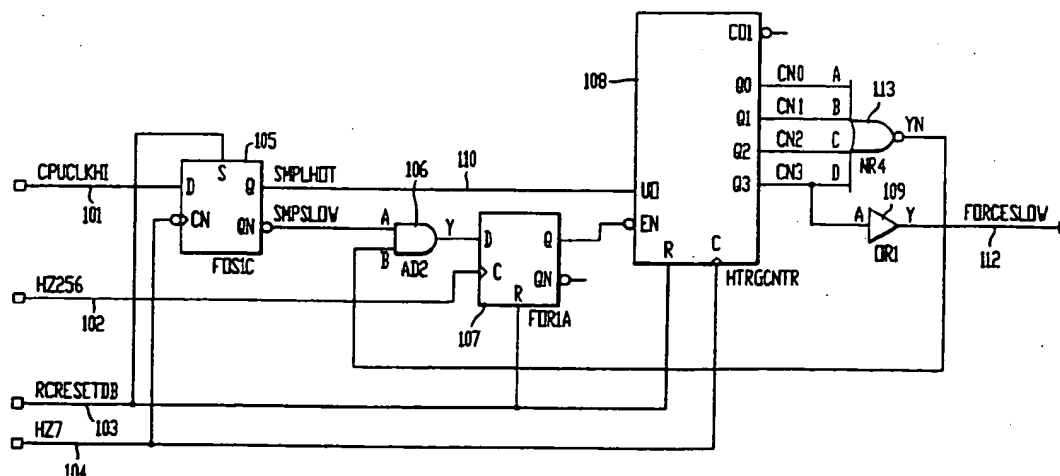 CO1
108
Q0 CN0 A
113
Q1 CN1 B
YN
Q2 CN2 C
NR4
Q3 CN3 D
105
S
CPUCLKHI
101
D Q
SMPLHOT
110
UD
106
109
CN QN
SMPSLOW
A
B
Y
AD2
D Q
EN
A Y
OR1
FORCESLOW
112
FDS1C
R C
HTRGCNTR
HZ256
102
C QN
R
107
FDR1A
RCRESETDB
103
HZ7
104